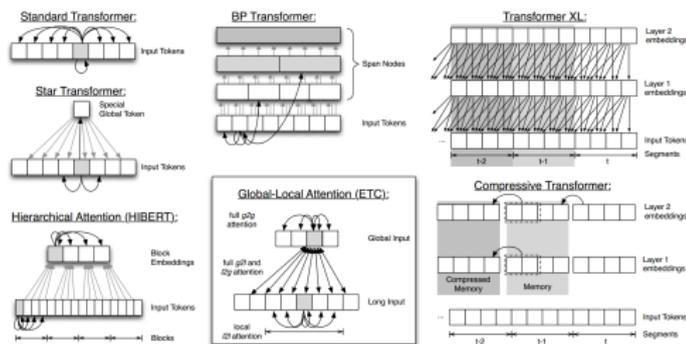 Standard Transformer:
Input Tokens
Star Transformer:
Special
Global Token
Input Tokens
Hierarchical Attention (HIBERT):
Block
Embeddings
Input Tokens
Blocks
BP Transformer:
Span Nodes
Input Tokens
Global-Local Attention (ETC):
full g2g
attention
Global Input
full g2l and
l2g attention
Long Input
local
l2l attention
Transformer XL:
Layer 2
embeddings
Layer 1
embeddings
... Input Tokens
Segments
t-2 t-1 t
Compressive Transformer:
Layer 2
embeddings
Layer 1
embeddings
Compressed
Memory
Memory
... Input Tokens
Segments
t-2 t-1 t